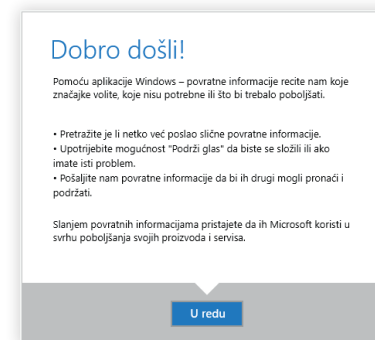 Dobro došli!
Pomoću aplikacije Windows – povratne informacije recite nam koje
značajke volite, koje nisu potrebne ili što bi trebalo poboljšati.
• Pretražite je li netko već poslao slične povratne informacije.
• Upotrijebite mogućnost "Podrži glas" da biste se složili ili ako
imate isti problem.
• Pošaljite nam povratne informacije da bi ih drugi mogli pronaći i
podržati.
Slanjem povratnih informacijama pristajete da ih Microsoft koristi u
svrhu poboljšanja svojih proizvoda i servisa.
U redu